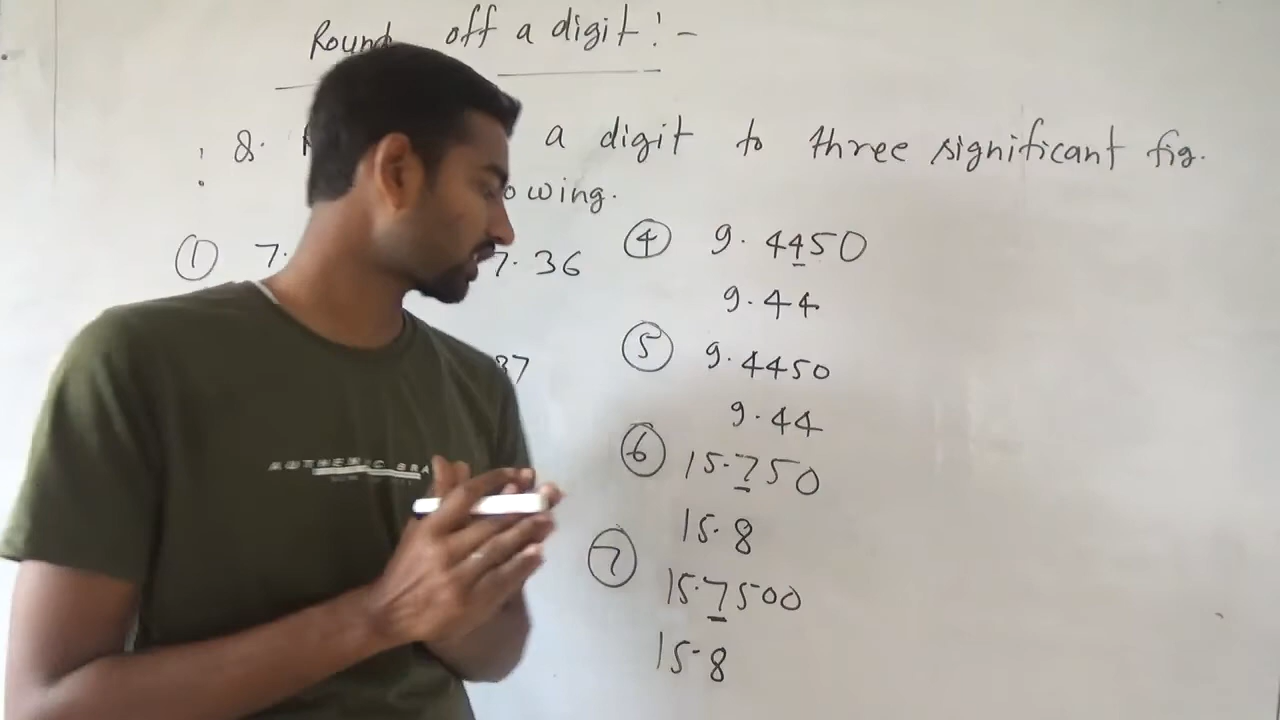 Round off a digit :-
Q. a digit to three significant fig.
owing.
① 7. 7.36
37
④ 9.4450
9.44
⑤ 9.4450
9.44
⑥ 15.750
15.8
⑦ 15.7500
15.8